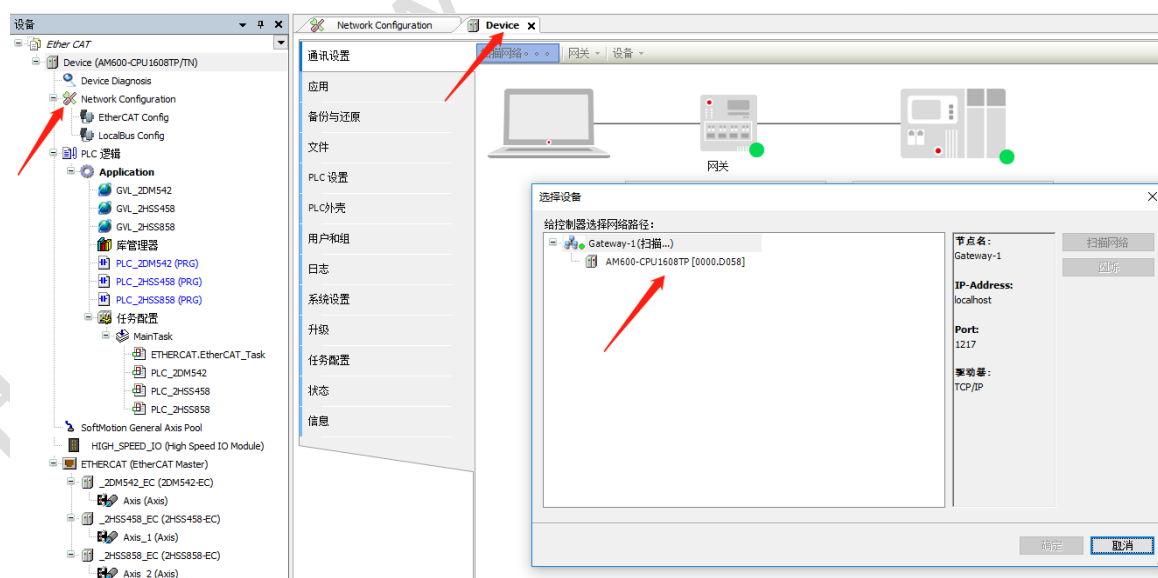 设备
Ether CAT
Device (AM600-CPU1608TP/TN)
Device Diagnosis
Network Configuration
EtherCAT Config
LocalBus Config
PLC 逻辑
Application
GVL_2DM542
GVL_2HSS458
GVL_2HSS858
库管理器
PLC_2DM542 (PRG)
PLC_2HSS458 (PRG)
PLC_2HSS858 (PRG)
任务配置
MainTask
ETHERCAT.EtherCAT_Task
PLC_2DM542
PLC_2HSS458
PLC_2HSS858
SoftMotion General Axis Pool
HIGH_SPEED_IO (High Speed IO Module)
ETHERCAT (EtherCAT Master)
_2DM542_EC (2DM542-EC)
Axis (Axis)
_2HSS458_EC (2HSS458-EC)
Axis_1 (Axis)
_2HSS858_EC (2HSS858-EC)
Axis_2 (Axis)
Network Configuration
Device
通讯设置
应用
备份与还原
文件
PLC 设置
PLC外壳
用户和组
日志
系统设置
升级
任务配置
状态
信息
扫描网络...
网关
设备
网关
选择设备
给控制器选择网络路径:
Gateway-1(扫描...)
AM600-CPU1608TP [0000.D058]
节点名:
Gateway-1
IP-Address:
localhost
Port:
1217
驱动器:
TCP/IP
扫描网络
闪烁
确定
取消